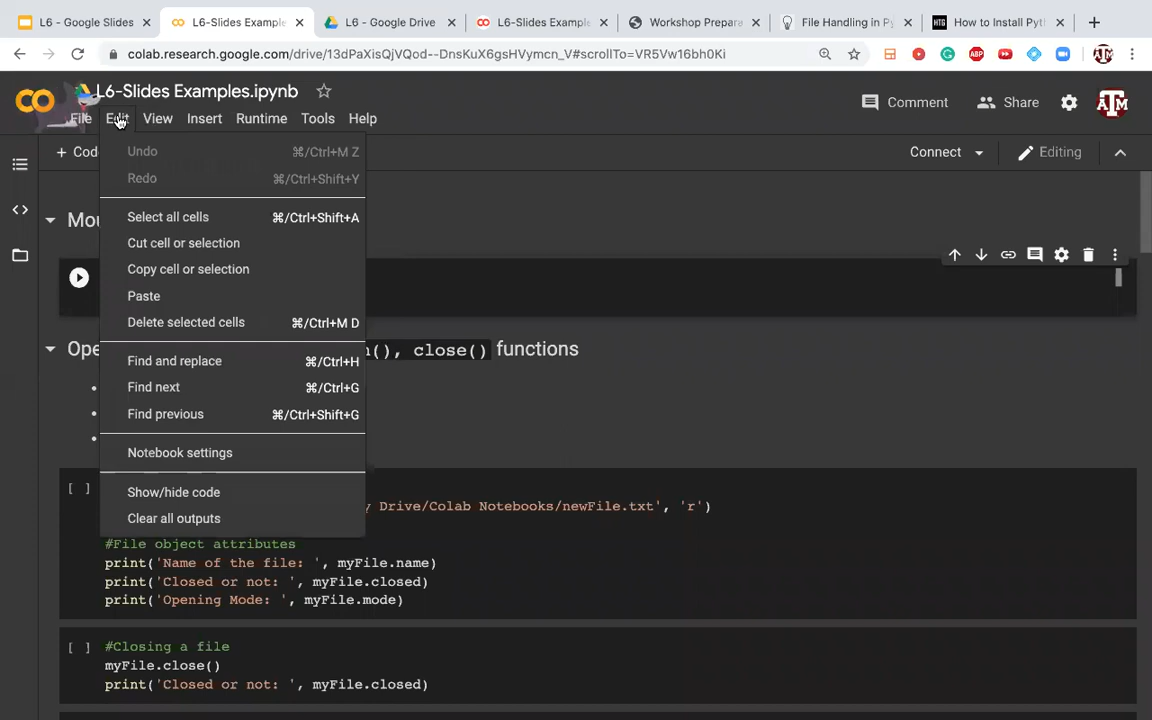 L6 - Google Slides
L6-Slides Example
L6 - Google Drive
L6-Slides Example
Workshop Prepara
File Handling in Py
HTG
How to Install Pyt
colab.research.google.com/drive/13dPaXisQjVQod--DnsKuX6gsHVymcn_V#scrollTo=VR5Vw16bh0Ki
ABP
L6-Slides Examples.ipynb
Comment
Share
File Edit View Insert Runtime Tools Help
+ Cod
Connect
Editing
Undo ⌘/Ctrl+M Z
Redo ⌘/Ctrl+Shift+Y
Select all cells ⌘/Ctrl+Shift+A
Cut cell or selection
Copy cell or selection
Paste
Delete selected cells ⌘/Ctrl+M D
Find and replace ⌘/Ctrl+H
Find next ⌘/Ctrl+G
Find previous ⌘/Ctrl+Shift+G
Notebook settings
Show/hide code
Clear all outputs
Mou
Ope
n(), close() functions
[ ]
y Drive/Colab Notebooks/newFile.txt', 'r')
#File object attributes
print('Name of the file: ', myFile.name)
print('Closed or not: ', myFile.closed)
print('Opening Mode: ', myFile.mode)
[ ] #Closing a file
myFile.close()
print('Closed or not: ', myFile.closed)